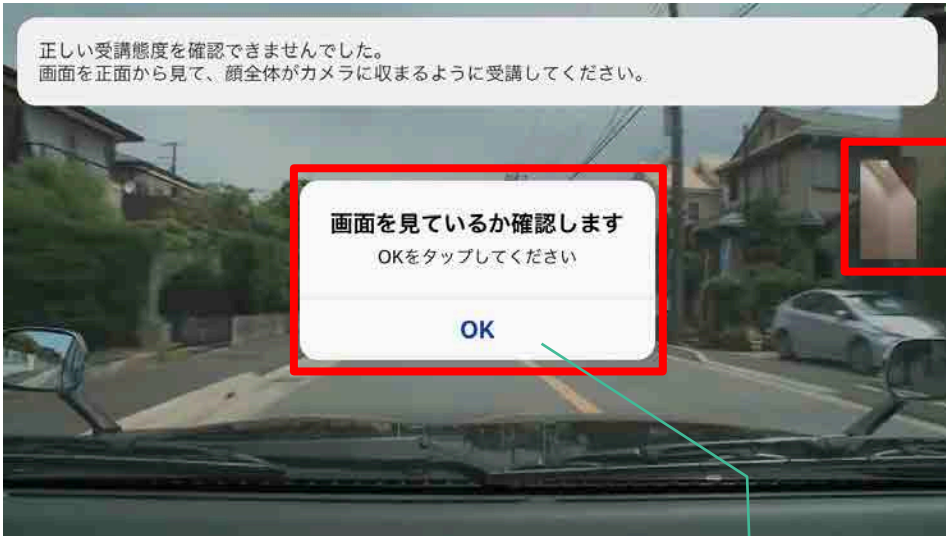 正しい受講態度を確認できませんでした。
画面を正面から見て、顔全体がカメラに収まるように受講してください。
画面を見ているか確認します
OKをタップしてください
OK